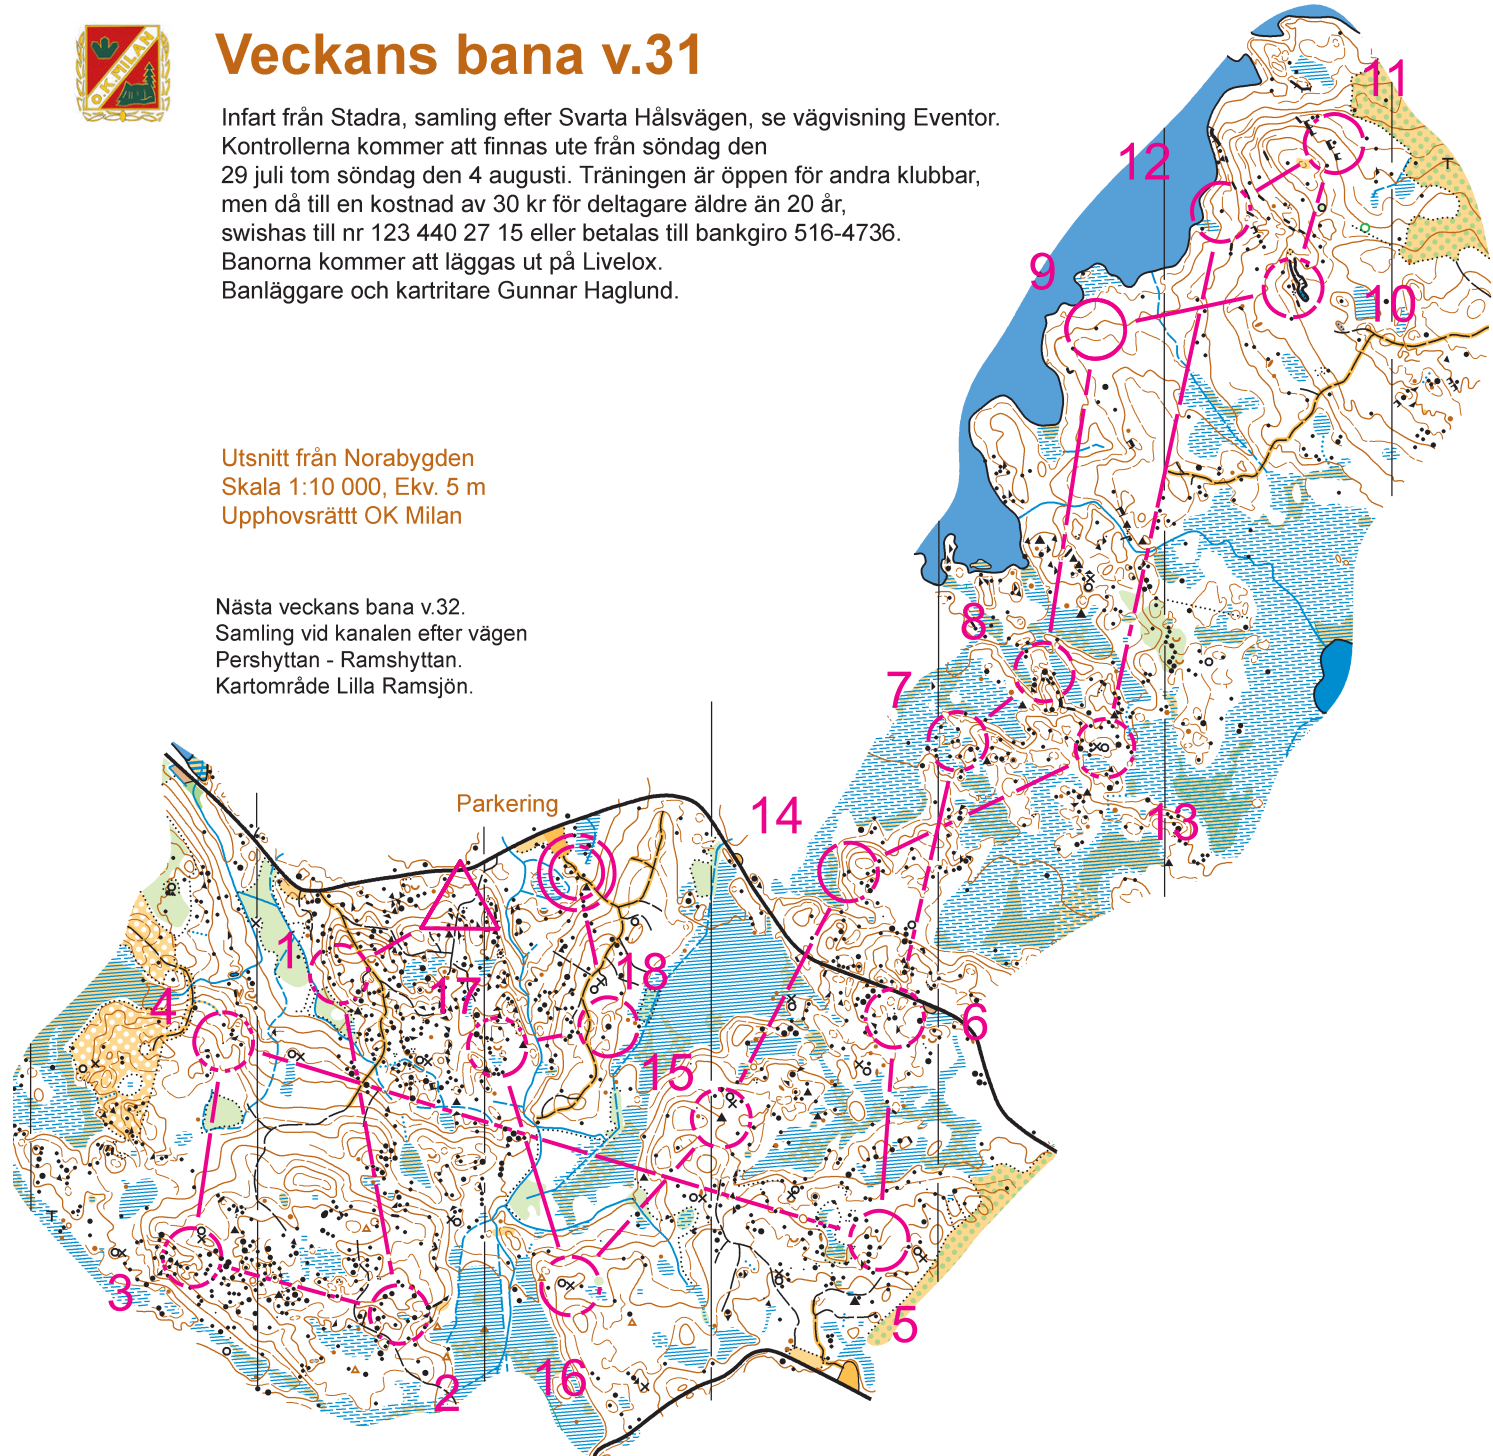 O.K. MILAN
Veckans bana v.31
Infart från Stadra, samling efter Svarta Hålsvägen, se vägvisning Eventor.
Kontrollerna kommer att finnas ute från söndag den
29 juli tom söndag den 4 augusti. Träningen är öppen för andra klubbar,
men då till en kostnad av 30 kr för deltagare äldre än 20 år,
swishas till nr 123 440 27 15 eller betalas till bankgiro 516-4736.
Banorna kommer att läggas ut på Livelox.
Banläggare och kartritare Gunnar Haglund.
Utsnitt från Norabygden
Skala 1:10 000, Ekv. 5 m
Upphovsrättt OK Milan
Nästa veckans bana v.32.
Samling vid kanalen efter vägen
Pershyttan - Ramshyttan.
Kartområde Lilla Ramsjön.
11
12
9
10
8
7
Parkering
14
13
1
17
18
4
6
15
3
5
2
16